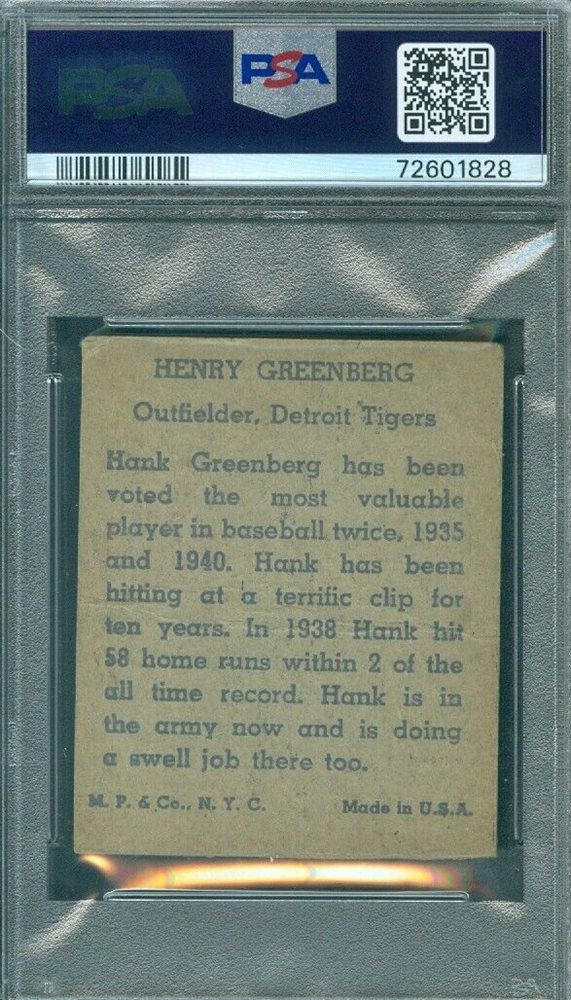 PSA
PSA
72601828
HENRY GREENBERG
Outfielder, Detroit Tigers
Hank Greenberg has been
voted the most valuable
player in baseball twice, 1935
and 1940. Hank has been
hitting at a terrific clip for
ten years. In 1938 Hank hit
58 home runs within 2 of the
all time record. Hank is in
the army now and is doing
a swell job there too.
M. P. & Co., N. Y. C. Made in U.S.A.